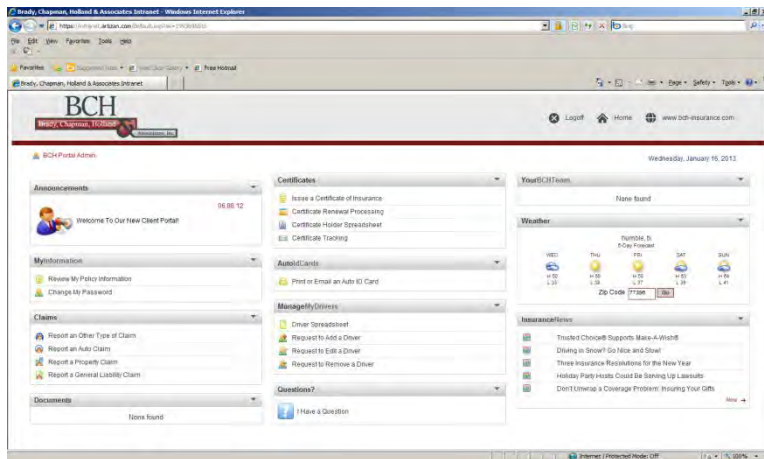 Brady, Chapman, Holland & Associates Intranet - Windows Internet Explorer
File Edit View Favorites Tools Help
Favorites Free Hotmail
Brady, Chapman, Holland & Associates Intranet
Page Safety Tools
BCH
Brady, Chapman, Holland
& Associates, Inc.
Logoff Home www.bch-insurance.com
BCH Portal Admin
Wednesday, January 16, 2013
Announcements
06.06.12
Welcome To Our New Client Portal!
MyInformation
Review My Policy Information
Change My Password
Claims
Report an Other Type of Claim
Report an Auto Claim
Report a Property Claim
Report a General Liability Claim
Documents
None found
Certificates
Issue a Certificate of Insurance
Certificate Renewal Processing
Certificate Holder Spreadsheet
Certificate Tracking
AutoIdCards
Print or Email an Auto ID Card
ManageMyDrivers
Driver Spreadsheet
Request to Add a Driver
Request to Edit a Driver
Request to Remove a Driver
Questions?
I Have a Question
YourBCHTeam
None found
Weather
5-Day Forecast
WED THU FRI SAT SUN
Zip Code Go
InsuranceNews
Trusted Choice® Supports Make-A-Wish®
Driving in Snow? Go Nice and Slow!
Three Insurance Resolutions for the New Year
Holiday Party Hosts Could Be Serving Up Lawsuits
Don't Unwrap a Coverage Problem: Insuring Your Gifts
More
Internet | Protected Mode: Off 100%